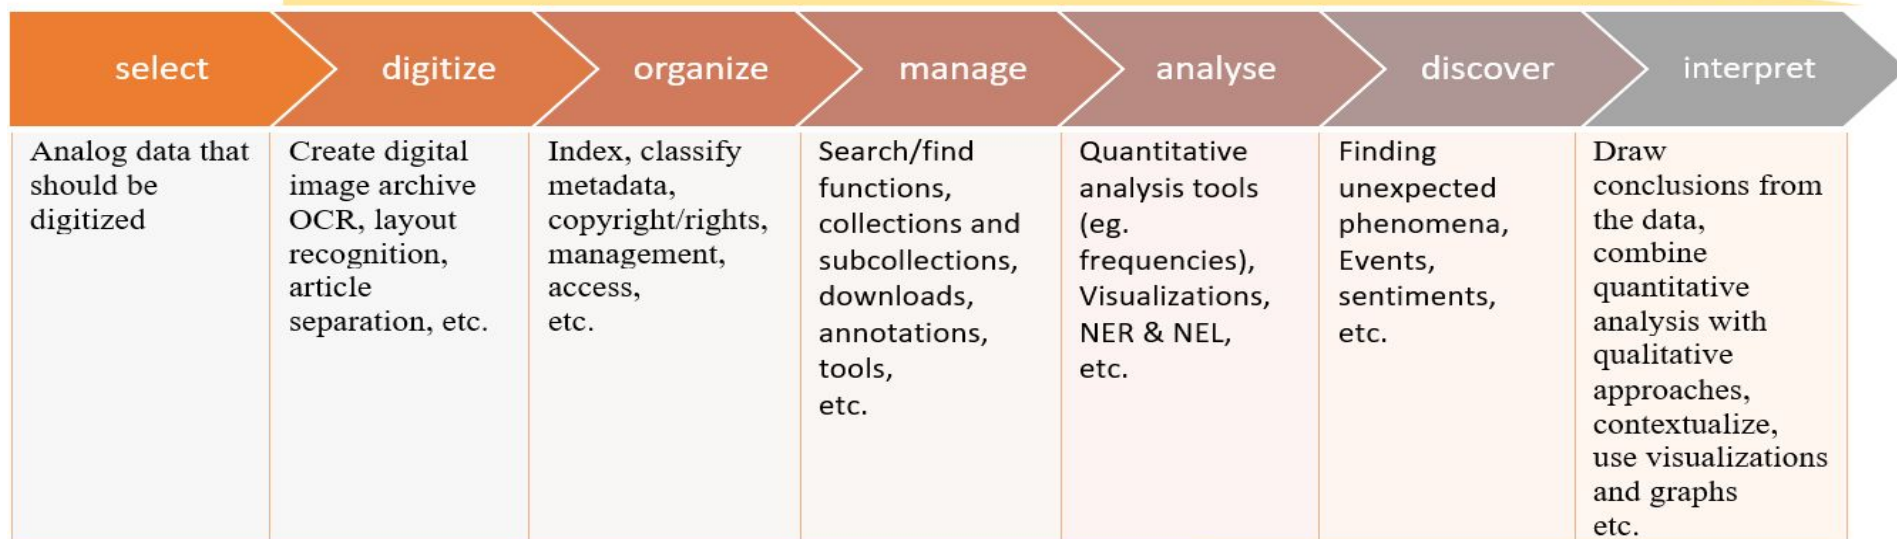 select
digitize
organize
manage
analyse
discover
interpret
Analog data that
should be
digitized
Create digital
image archive
OCR, layout
recognition,
article
separation, etc.
Index, classify
metadata,
copyright/rights,
management,
access,
etc.
Search/find
functions,
collections and
subcollections,
downloads,
annotations,
tools,
etc.
Quantitative
analysis tools
(eg.
frequencies),
Visualizations,
NER & NEL,
etc.
Finding
unexpected
phenomena,
Events,
sentiments,
etc.
Draw
conclusions from
the data,
combine
quantitative
analysis with
qualitative
approaches,
contextualize,
use visualizations
and graphs
etc.